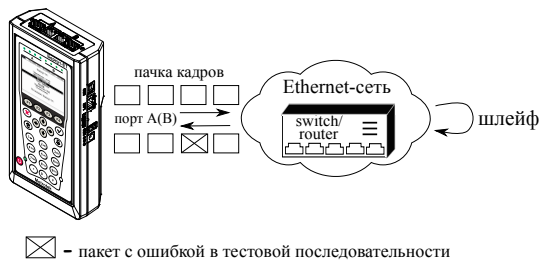 пачка кадров
порт A(B)
Ethernet-сеть
switch/
router
шлейф
– пакет с ошибкой в тестовой последовательности